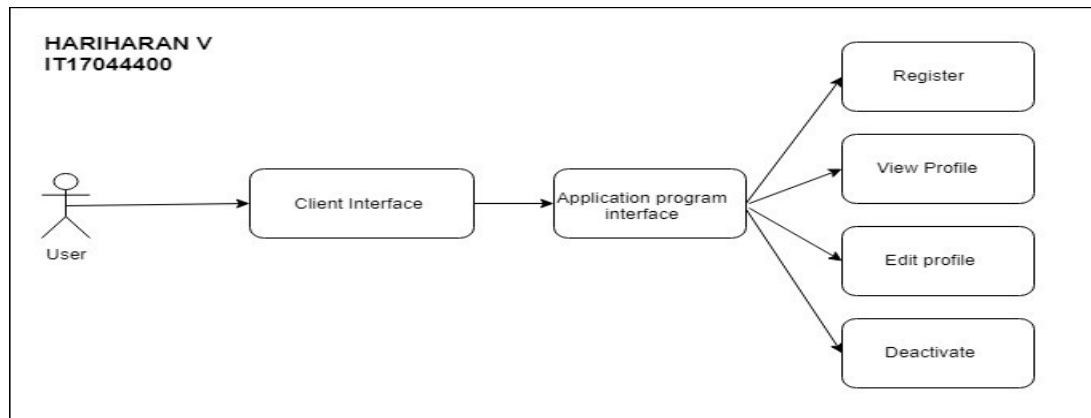 HARIHARAN V
IT17044400
User
Client Interface
Application program
interface
Register
View Profile
Edit profile
Deactivate